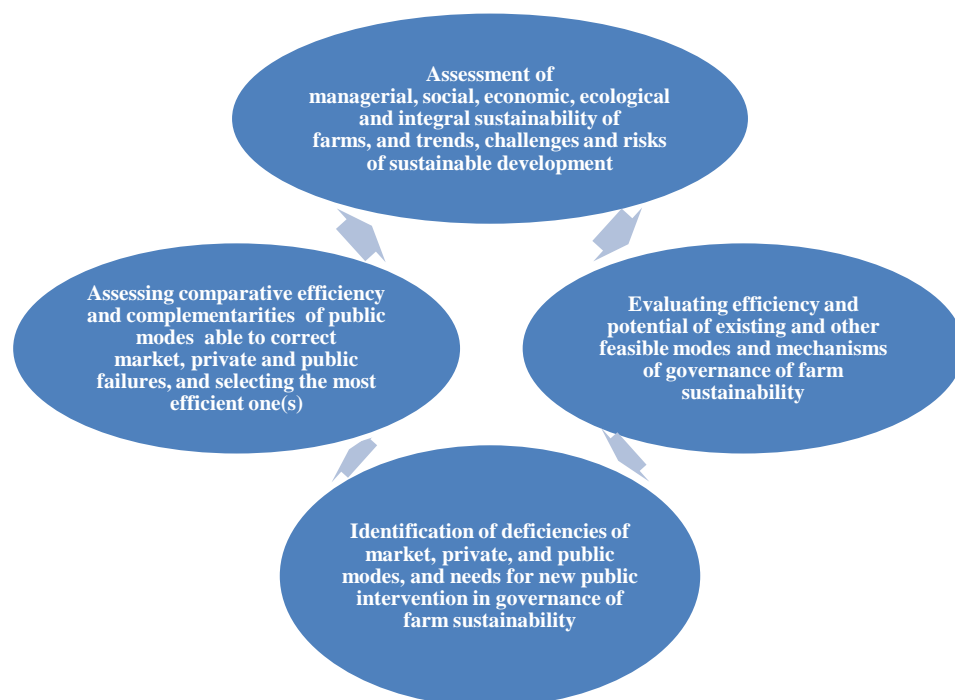 Assessment of
managerial, social, economic, ecological
and integral sustainability of
farms, and trends, challenges and risks
of sustainable development
Assessing comparative efficiency
and complementarities of public
modes able to correct
market, private and public
failures, and selecting the most
efficient one(s)
Evaluating efficiency and
potential of existing and other
feasible modes and mechanisms
of governance of farm
sustainability
Identification of deficiencies of
market, private, and public
modes, and needs for new public
intervention in governance of
farm sustainability